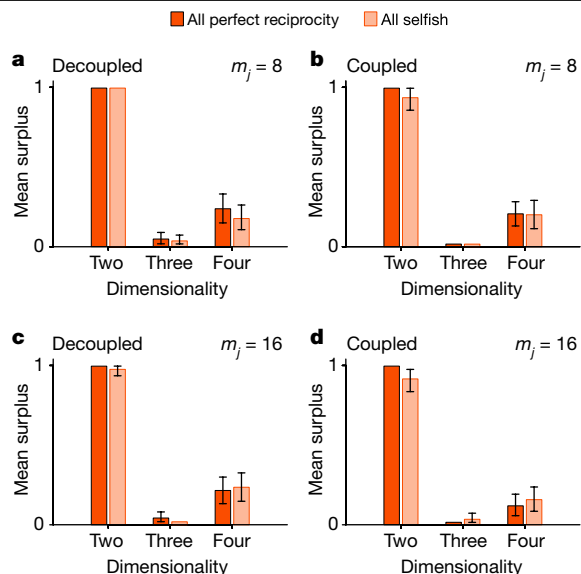 All perfect reciprocity All selfish
a Decoupled m_j = 8
1
Mean surplus
0
Two Three Four
Dimensionality
b Coupled m_j = 8
1
Mean surplus
0
Two Three Four
Dimensionality
c Decoupled m_j = 16
1
Mean surplus
0
Two Three Four
Dimensionality
d Coupled m_j = 16
1
Mean surplus
0
Two Three Four
Dimensionality